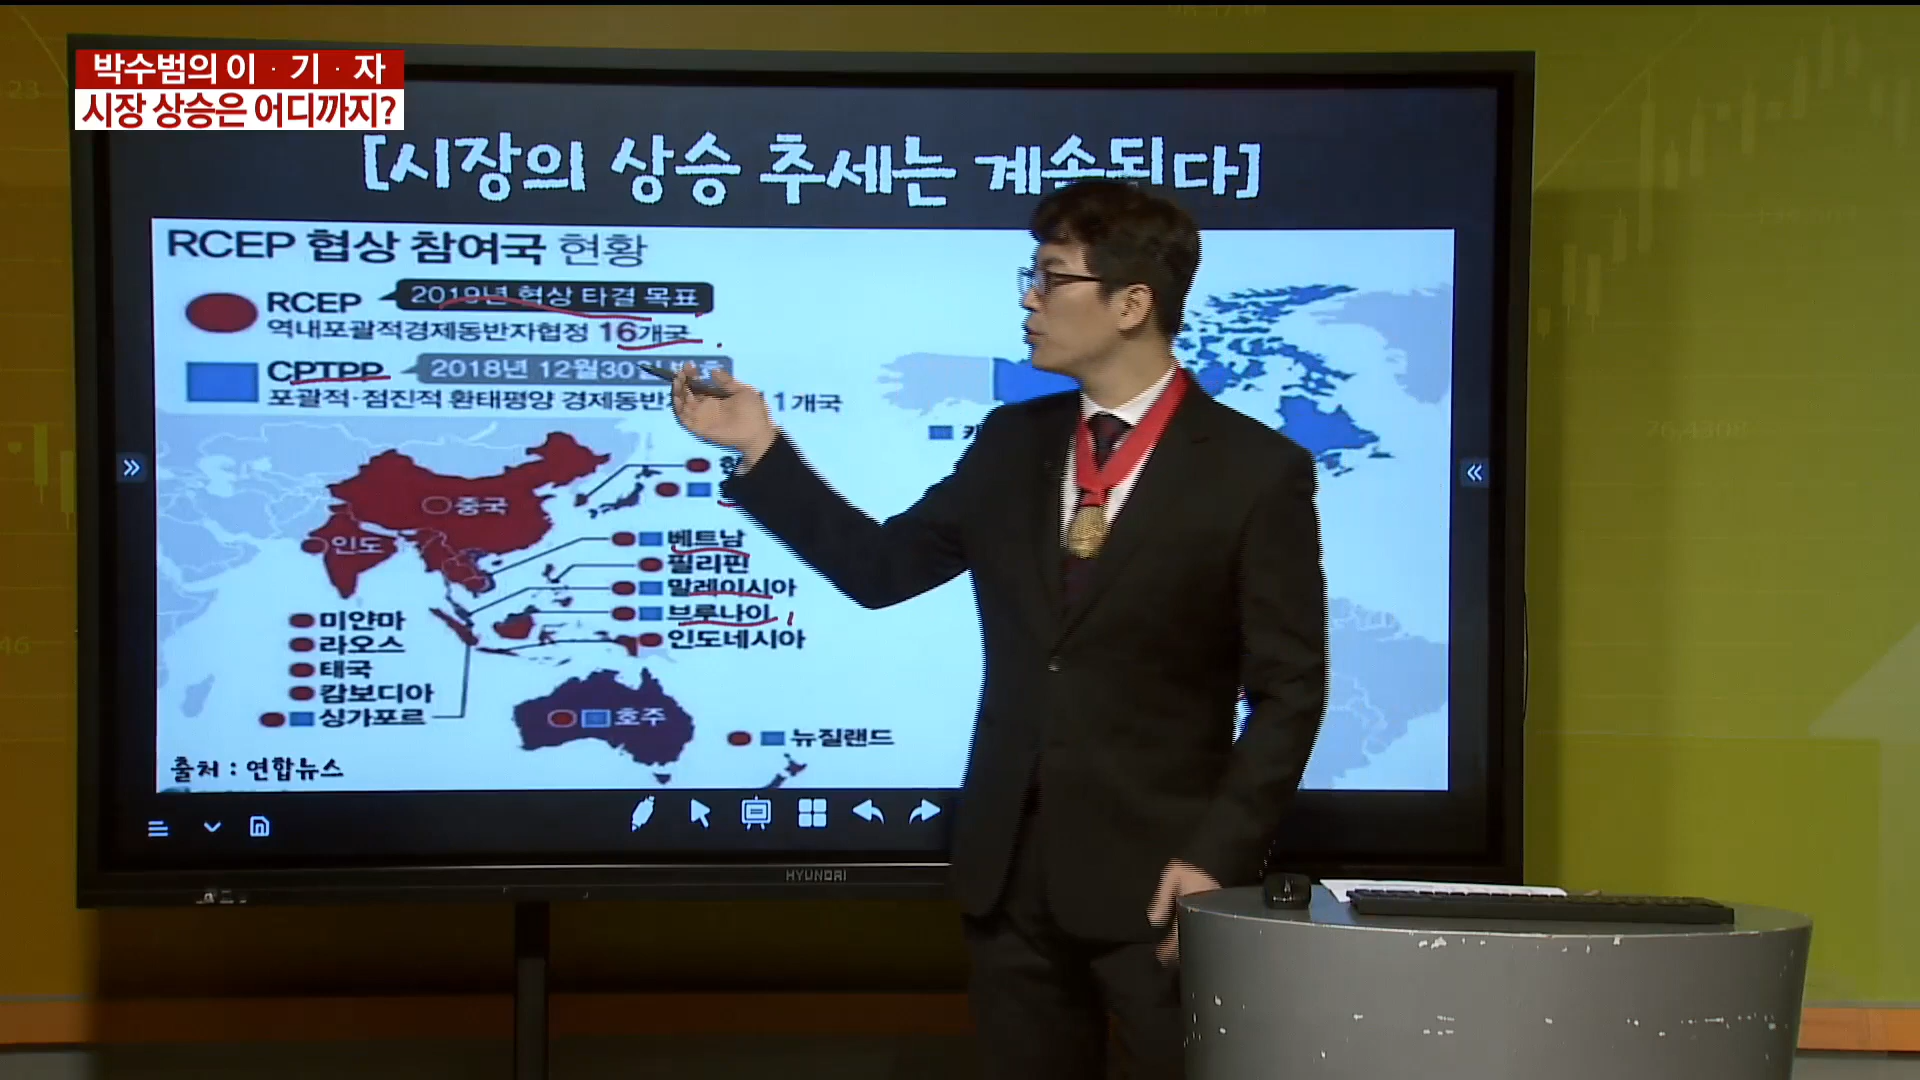 박수범의 이 · 기 · 자
시장 상승은 어디까지?
[시장의 상승 추세는 계속된다]
RCEP 협상 참여국 현황
RCEP 2019년 협상 타결 목표
역내포괄적경제동반자협정 16개국
CPTPP 2018년 12월30일
포괄적·점진적 환태평양 경제동반 11개국
중국
인도
베트남
필리핀
말레이시아
브루나이
인도네시아
미얀마
라오스
태국
캄보디아
싱가포르
호주
뉴질랜드
출처 : 연합뉴스
HYUNDAI